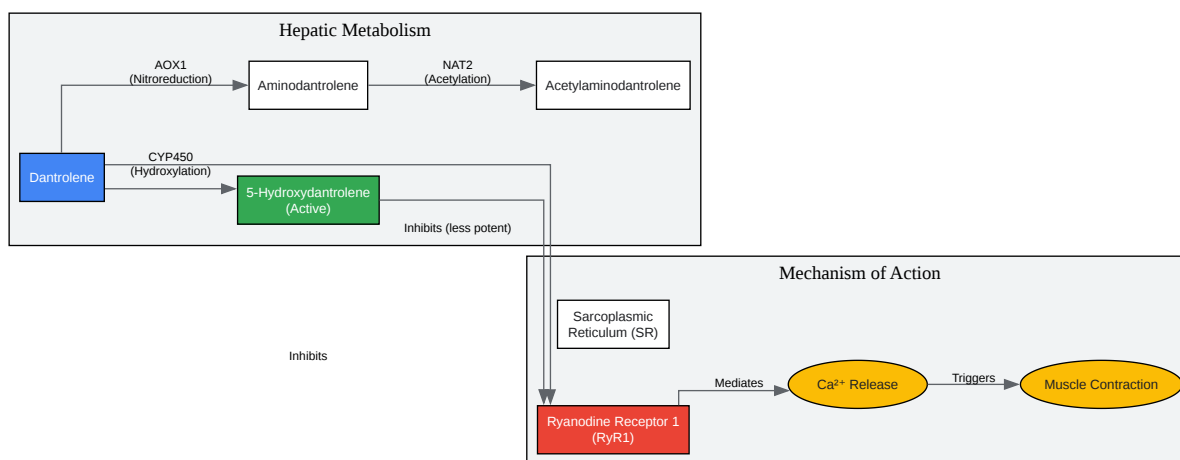 Hepatic Metabolism
AOX1
(Nitroreduction)
Aminodantrolene
NAT2
(Acetylation)
Acetylaminodantrolene
Dantrolene
CYP450
(Hydroxylation)
5-Hydroxydantrolene
(Active)
Inhibits (less potent)
Mechanism of Action
Sarcoplasmic
Reticulum (SR)
Inhibits
Ryanodine Receptor 1
(RyR1)
Mediates
Ca²⁺ Release
Triggers
Muscle Contraction